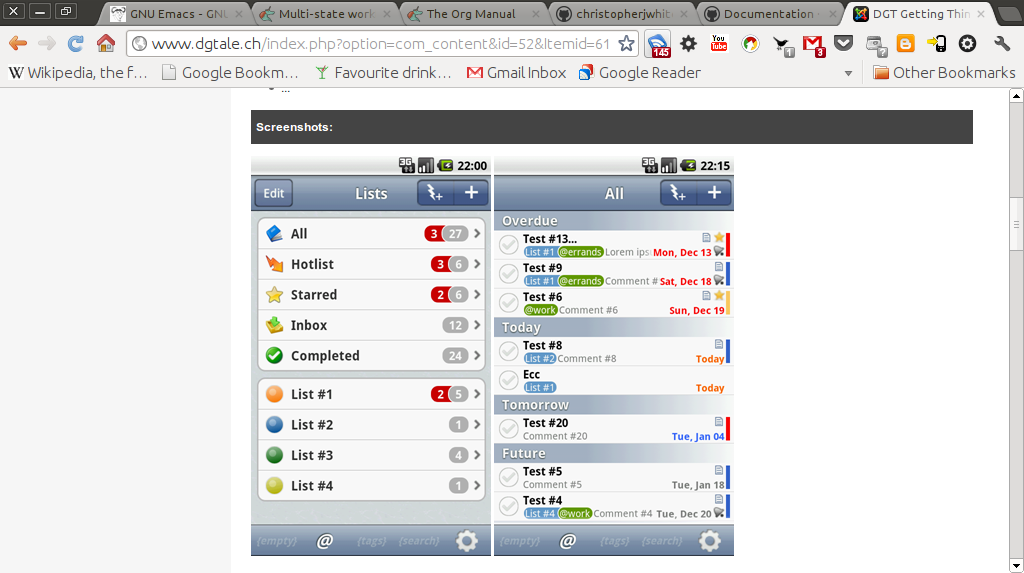 GNU Emacs - GNU
Multi-state work
The Org Manual
christopherjwhite
Documentation
DGT Getting Thin
www.dgtale.ch/index.php?option=com_content&id=52&Itemid=61
145
You Tube
1
3
?
Wikipedia, the f...
Google Bookm...
Favourite drink...
Gmail Inbox
Google Reader
Other Bookmarks
...
Screenshots:
3G 22:00
Edit Lists +
All 3 27
Hotlist 3 6
Starred 2 6
Inbox 12
Completed 24
List #1 2 5
List #2 1
List #3 4
List #4 1
{empty} @ {tags} {search}
3G 22:15
All +
Overdue
Test #13...
List #1 @errands Lorem ips Mon, Dec 13
Test #9
List #1 @errands Comment # Sat, Dec 18
Test #6
@work Comment #6 Sun, Dec 19
Today
Test #8
List #2 Comment #8 Today
Ecc
List #1 Today
Tomorrow
Test #20
Comment #20 Tue, Jan 04
Future
Test #5
Comment #5 Tue, Jan 18
Test #4
List #4 @work Comment #4 Tue, Dec 20
{empty} @ {tags} {search}